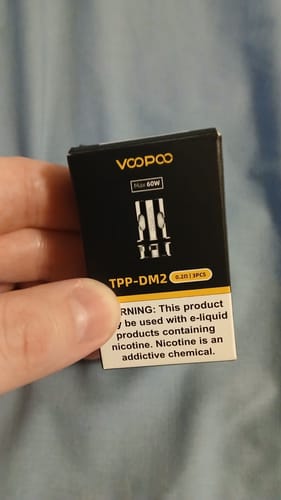 VOOPOO
Max 60W
TPP-DM2 0.2Ω | 3PCS
RNING: This product
be used with e-liquid
products containing
nicotine. Nicotine is an
addictive chemical.